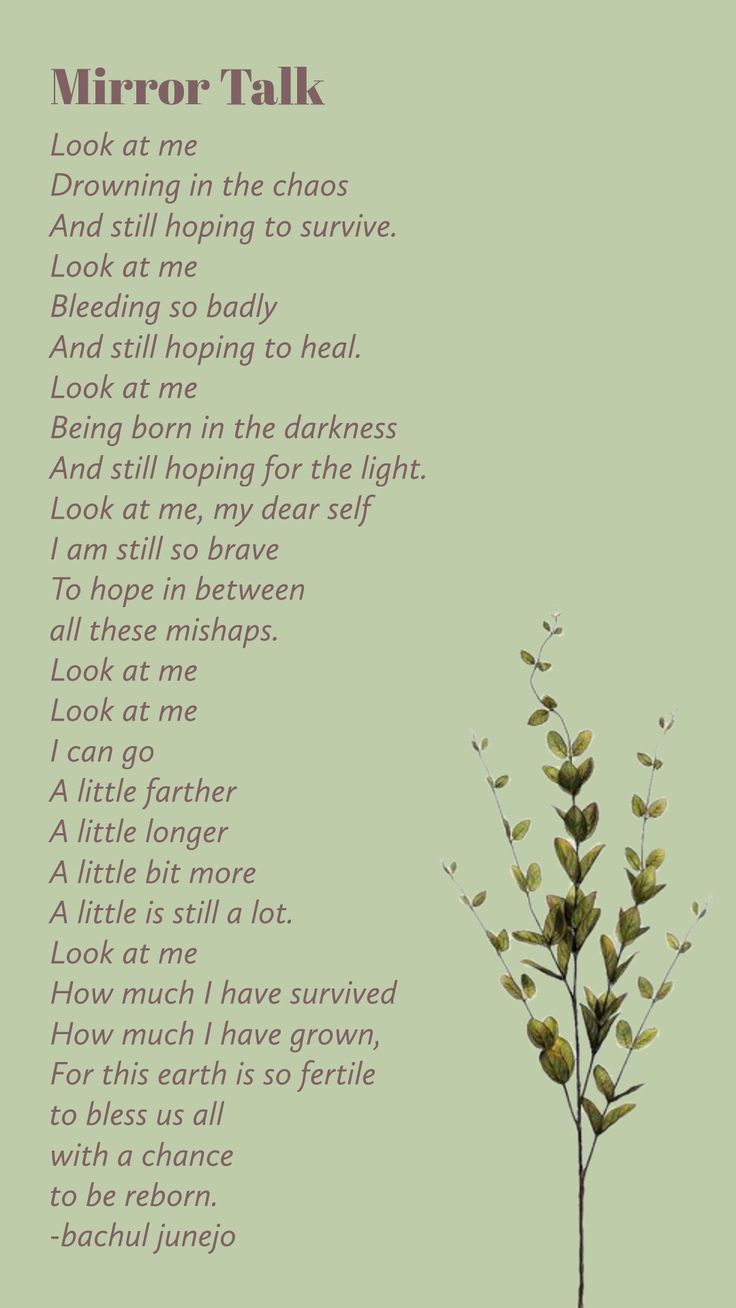 Mirror Talk
Look at me
Drowning in the chaos
And still hoping to survive.
Look at me
Bleeding so badly
And still hoping to heal.
Look at me
Being born in the darkness
And still hoping for the light.
Look at me, my dear self
I am still so brave
To hope in between
all these mishaps.
Look at me
Look at me
I can go
A little farther
A little longer
A little bit more
A little is still a lot.
Look at me
How much I have survived
How much I have grown,
For this earth is so fertile
to bless us all
with a chance
to be reborn.
-bachul junejo